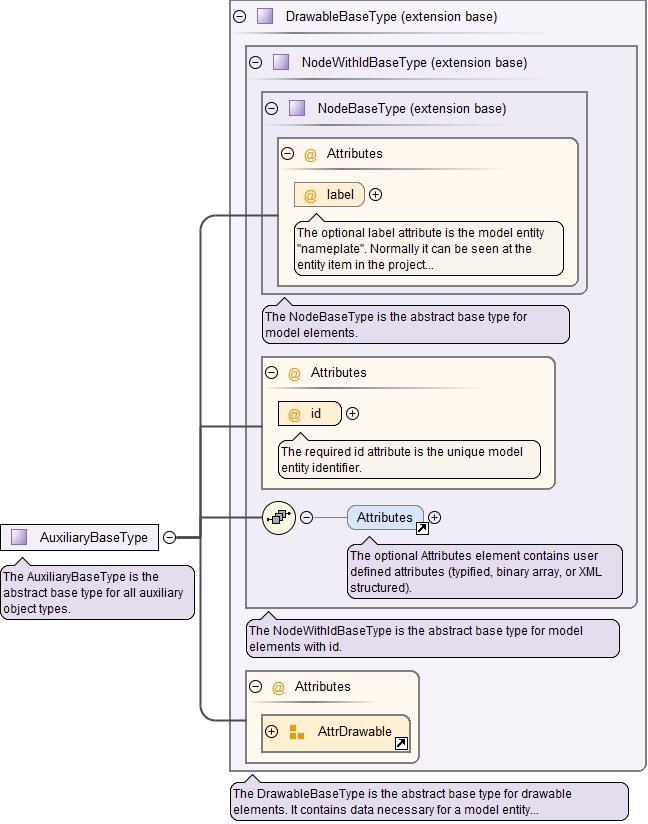 DrawableBaseType (extension base)
NodeWithIdBaseType (extension base)
NodeBaseType (extension base)
@ Attributes
@ label
The optional label attribute is the model entity
"nameplate". Normally it can be seen at the
entity item in the project...
The NodeBaseType is the abstract base type for
model elements.
@ Attributes
@ id
The required id attribute is the unique model
entity identifier.
Attributes
The optional Attributes element contains user
defined attributes (typified, binary array, or XML
structured).
AuxiliaryBaseType
The AuxiliaryBaseType is the
abstract base type for all auxiliary
object types.
The NodeWithIdBaseType is the abstract base type for model
elements with id.
@ Attributes
AttrDrawable
The DrawableBaseType is the abstract base type for drawable
elements. It contains data necessary for a model entity...